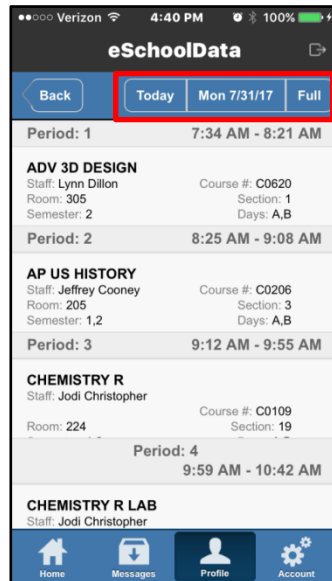 Verizon 4:40 PM 100%
eSchoolData
Back Today Mon 7/31/17 Full
Period: 1 7:34 AM - 8:21 AM
ADV 3D DESIGN
Staff: Lynn Dillon Course #: C0620
Room: 305 Section: 1
Semester: 2 Days: A,B
Period: 2 8:25 AM - 9:08 AM
AP US HISTORY
Staff: Jeffrey Cooney Course #: C0206
Room: 205 Section: 3
Semester: 1,2 Days: A,B
Period: 3 9:12 AM - 9:55 AM
CHEMISTRY R
Staff: Jodi Christopher
Course #: C0109
Room: 224 Section: 19
Period: 4
9:59 AM - 10:42 AM
CHEMISTRY R LAB
Staff: Jodi Christopher
Home Messages Profile Account